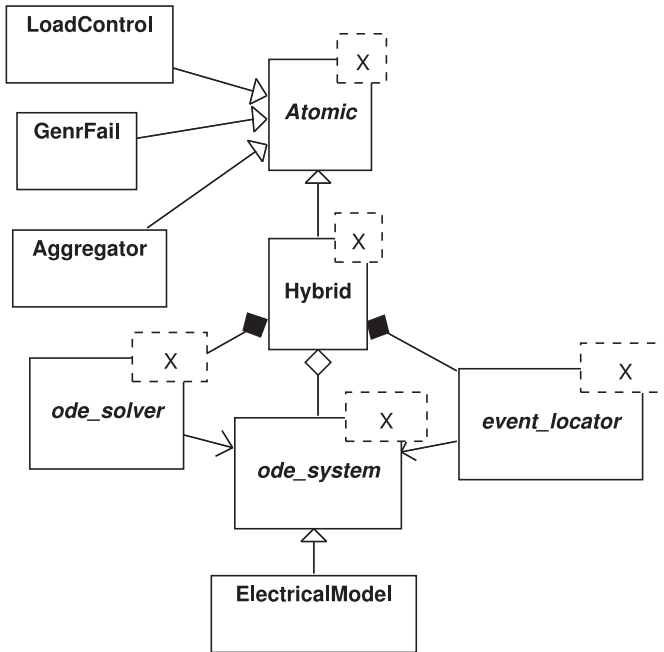 LoadControl
X
Atomic
GenrFail
Aggregator
X
Hybrid
X
ode_solver
X
event_locator
X
ode_system
ElectricalModel